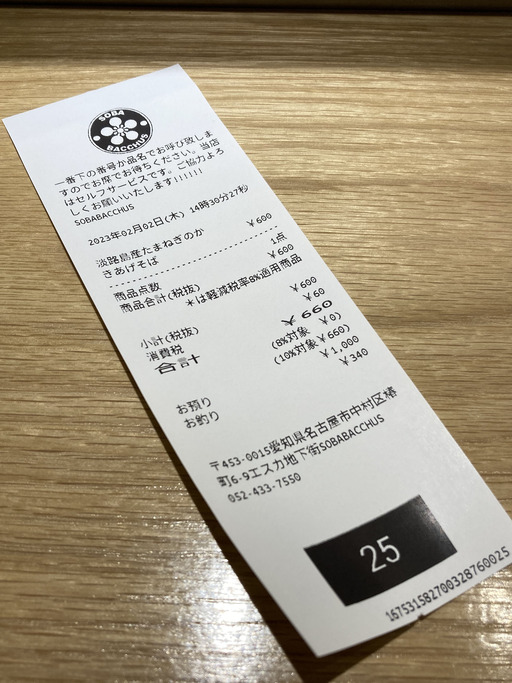 SOBA
BACCHUS
一番下の番号か品名でお呼び致しま
すのでお席でお待ちください。当店
はセルフサービスです。ご協力よろ
しくお願いいたします!!!!!!
SOBABACCHUS
2023年02月02日(木) 14時30分27秒
淡路島産たまねぎのか ¥600
きあげそば
商品点数 1点
商品合計(税抜) ¥600
*は軽減税率8%適用商品
小計(税抜) ¥600
消費税 ¥60
合計 ¥660
(8%対象 ¥0)
(10%対象 ¥660)
お預り ¥1,000
お釣り ¥340
〒453-0015愛知県名古屋市中村区椿
町6-9エスカ地下街SOBABACCHUS
052-433-7550
25
1675315827003287600​25